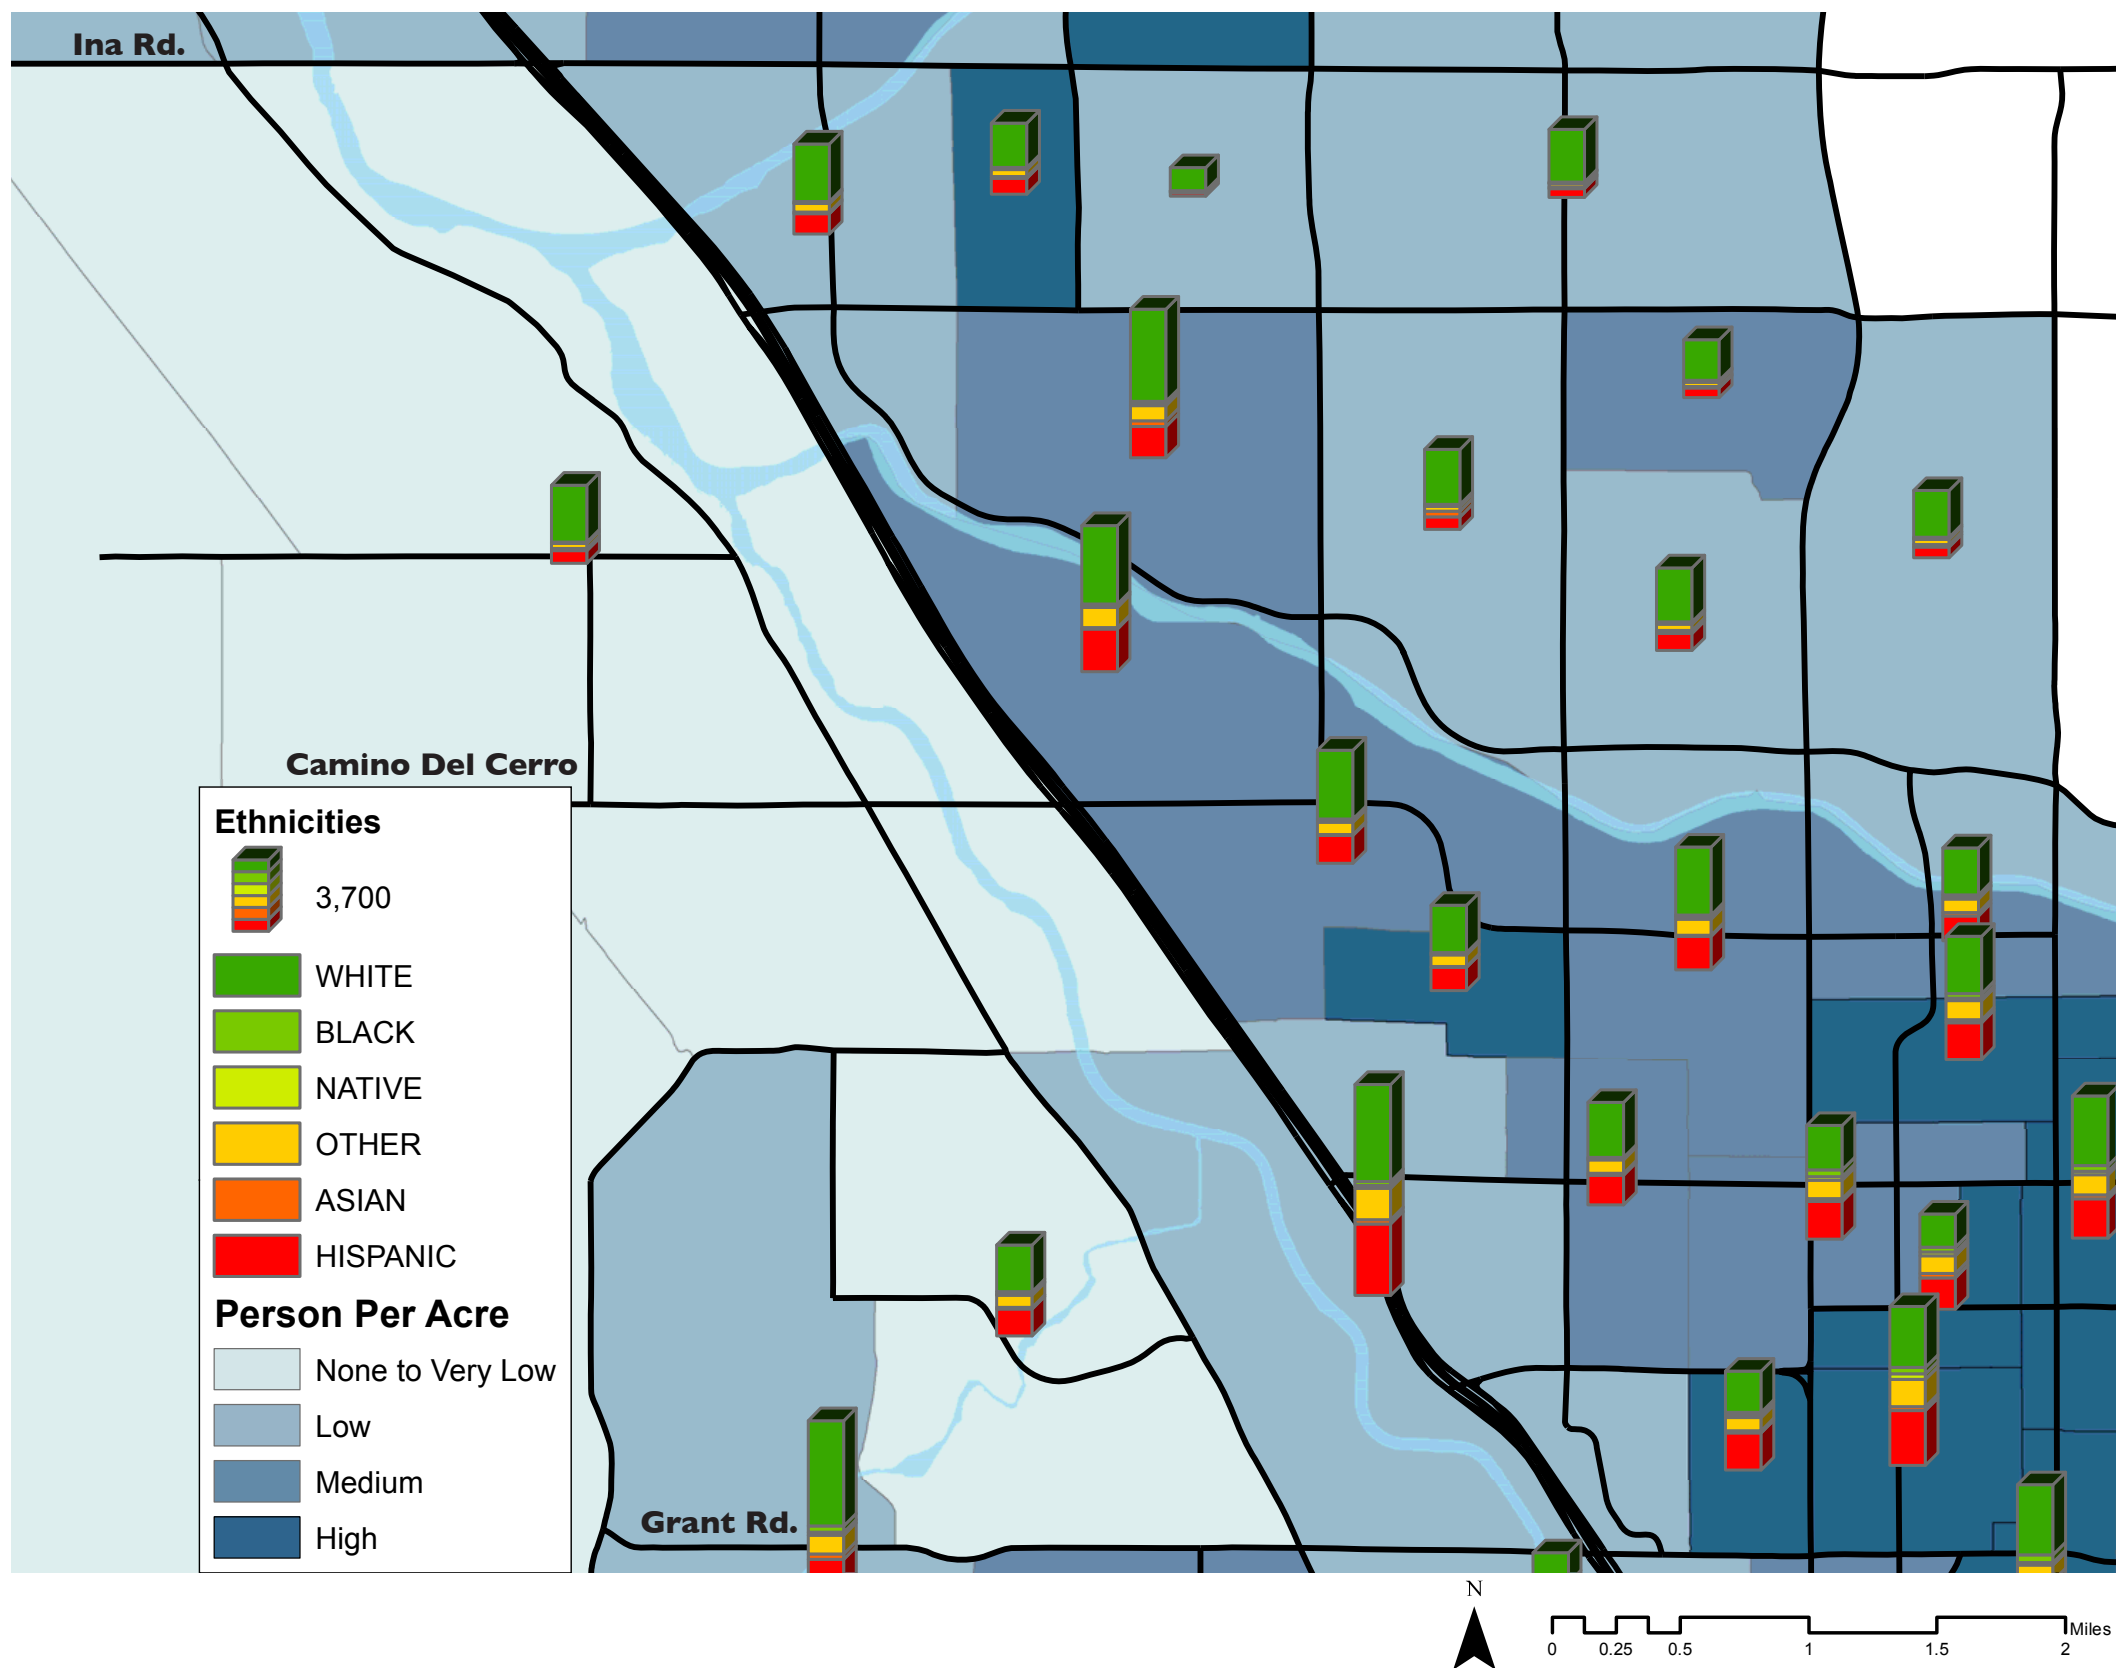 Ina Rd.
Camino Del Cerro
Ethnicities
3,700
WHITE
BLACK
NATIVE
OTHER
ASIAN
HISPANIC
Person Per Acre
None to Very Low
Low
Medium
High
Grant Rd.
N
Miles
0 0.25 0.5 1 1.5 2